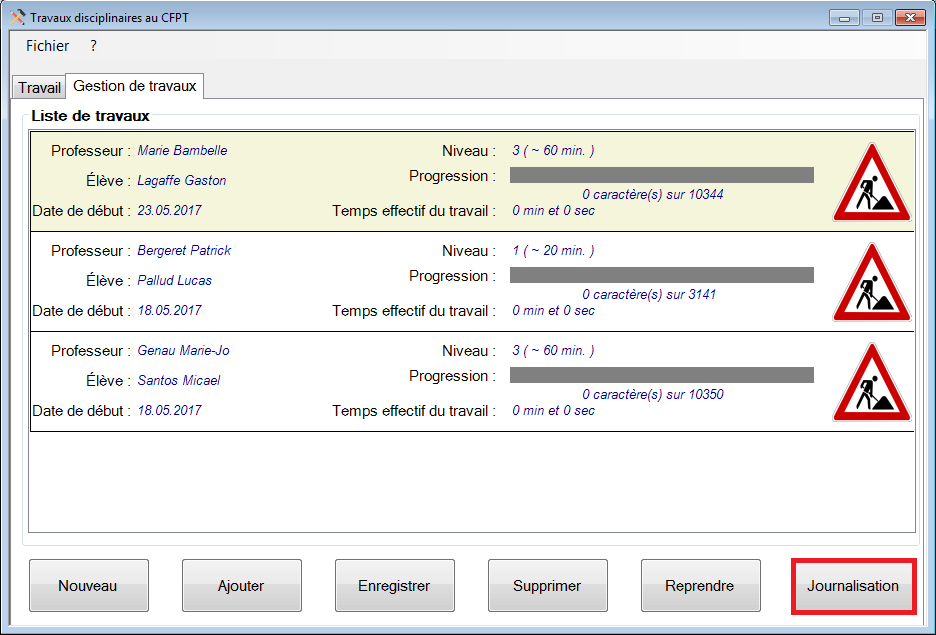 Travaux disciplinaires au CFPT
Fichier ?
Travail Gestion de travaux
Liste de travaux
Professeur : Marie Bambelle Niveau : 3 ( ~ 60 min. )
Élève : Lagaffe Gaston Progression :
0 caractère(s) sur 10344
Date de début : 23.05.2017 Temps effectif du travail : 0 min et 0 sec
Professeur : Bergeret Patrick Niveau : 1 ( ~ 20 min. )
Élève : Pallud Lucas Progression :
0 caractère(s) sur 3141
Date de début : 18.05.2017 Temps effectif du travail : 0 min et 0 sec
Professeur : Genau Marie-Jo Niveau : 3 ( ~ 60 min. )
Élève : Santos Micael Progression :
0 caractère(s) sur 10350
Date de début : 18.05.2017 Temps effectif du travail : 0 min et 0 sec
Nouveau Ajouter Enregistrer Supprimer Reprendre Journalisation